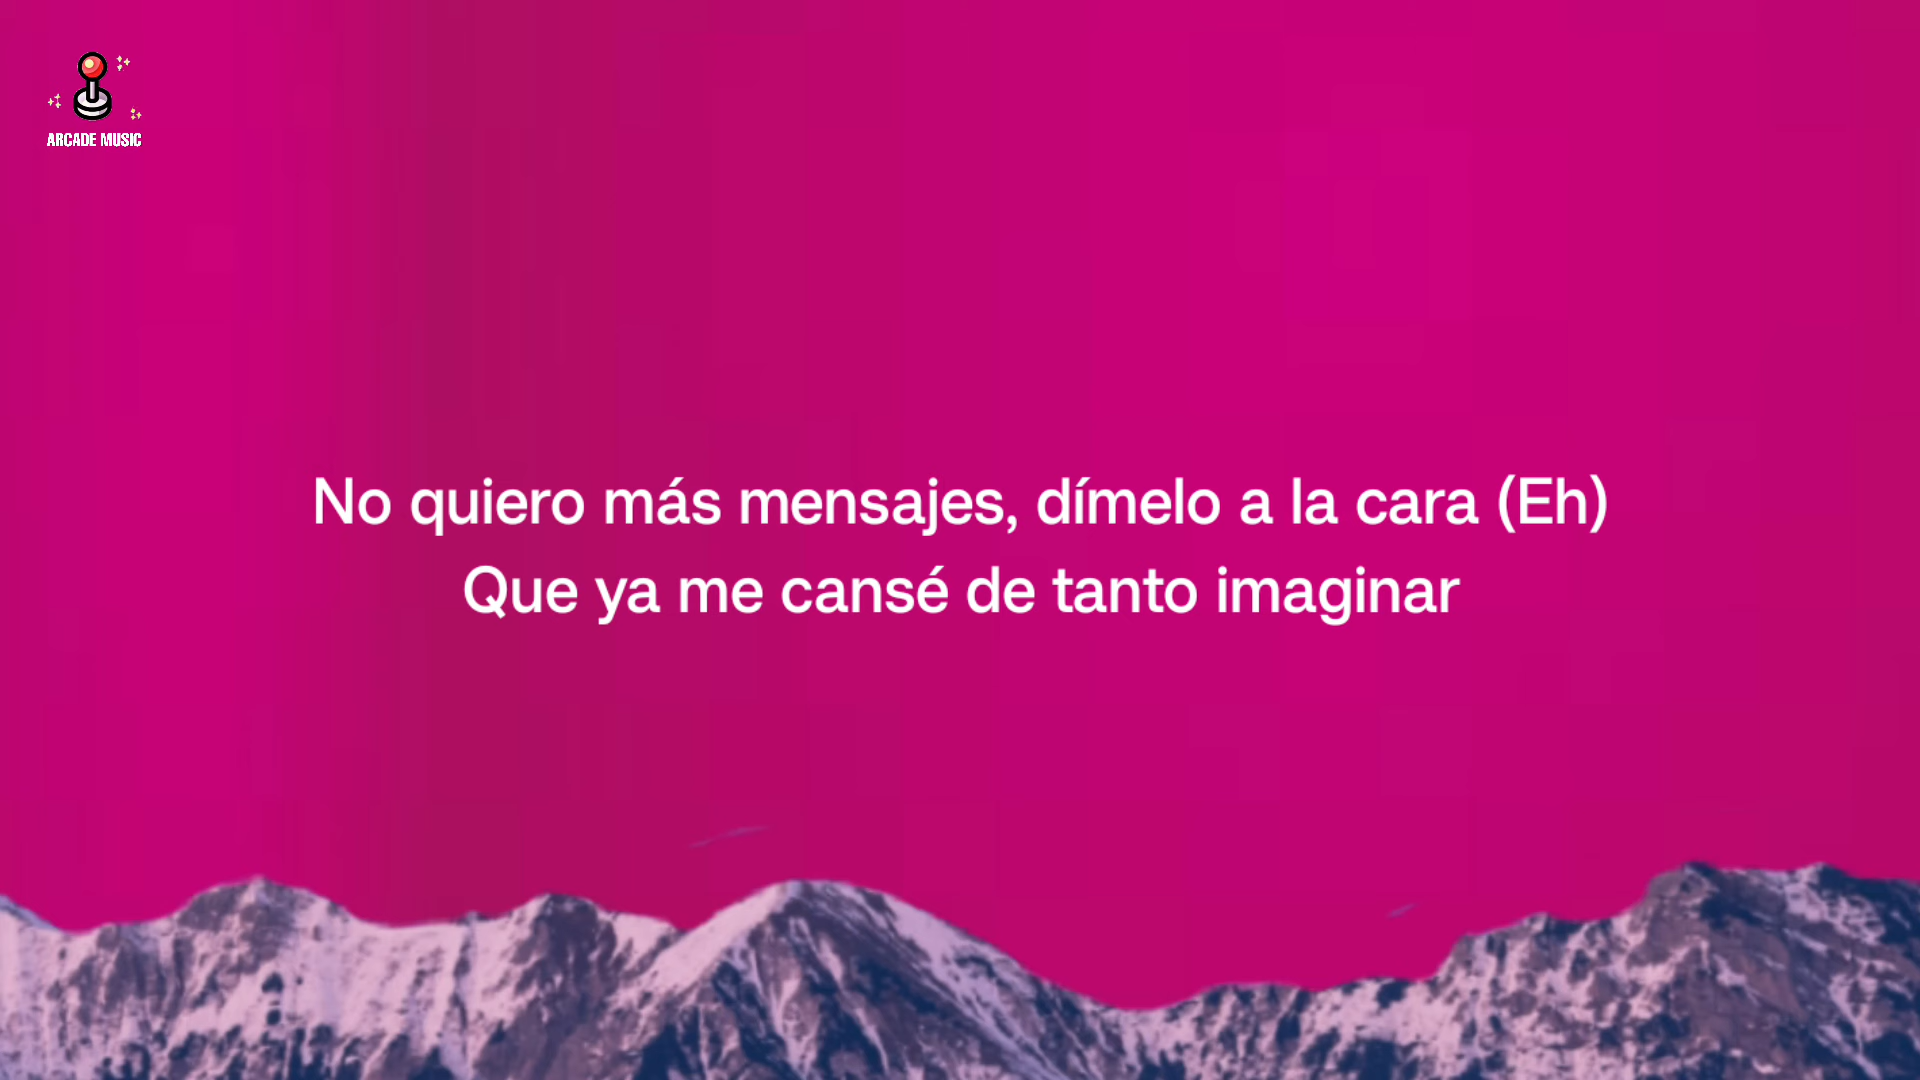 ARCADE MUSIC
No quiero más mensajes, dímelo a la cara (Eh)
Que ya me cansé de tanto imaginar